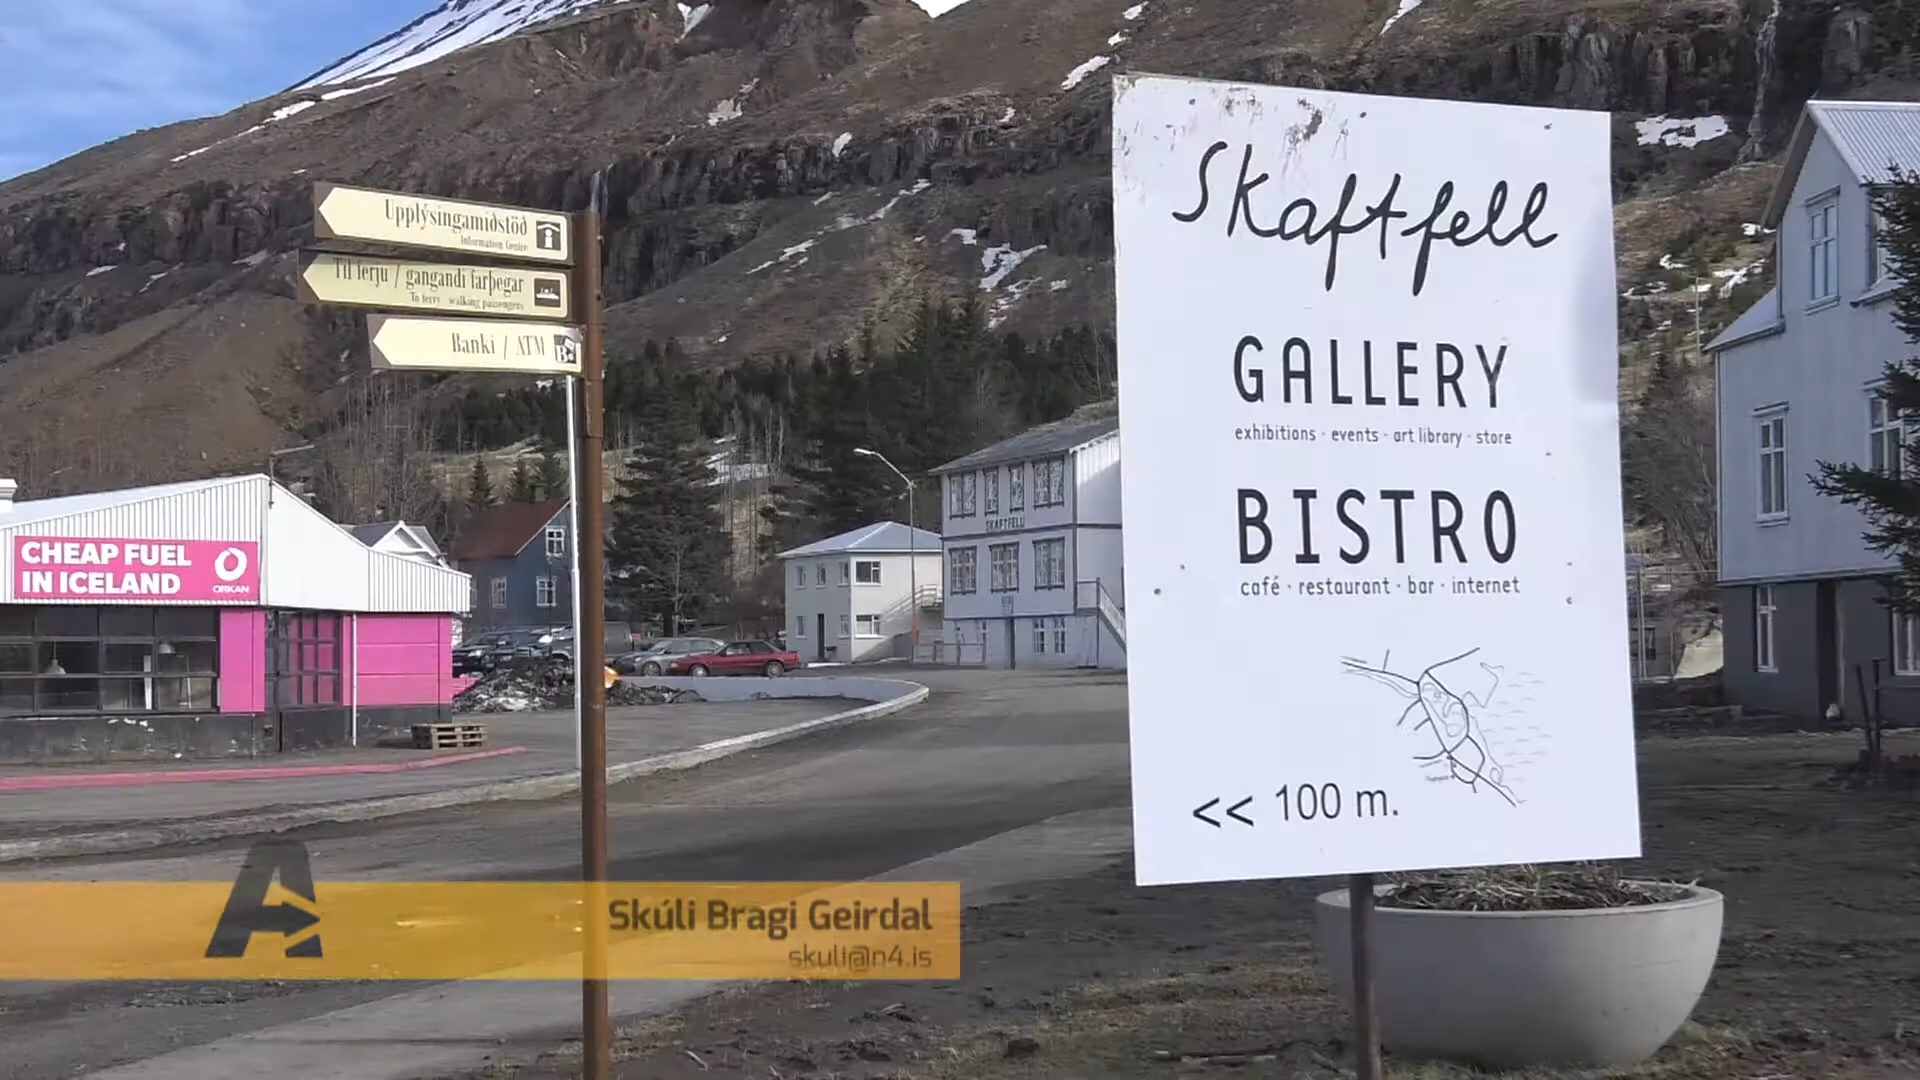 Upplýsingamiðstöð
Information Center
Til ferju / gangandi farþegar
To ferry walking passengers
Banki / ATM
CHEAP FUEL
IN ICELAND
ORKAN
SKAFTFELL
Skaftfell
GALLERY
exhibitions · events · art library · store
BISTRO
café · restaurant · bar · internet
<< 100 m.
Skúli Bragi Geirdal
skuli@n4.is